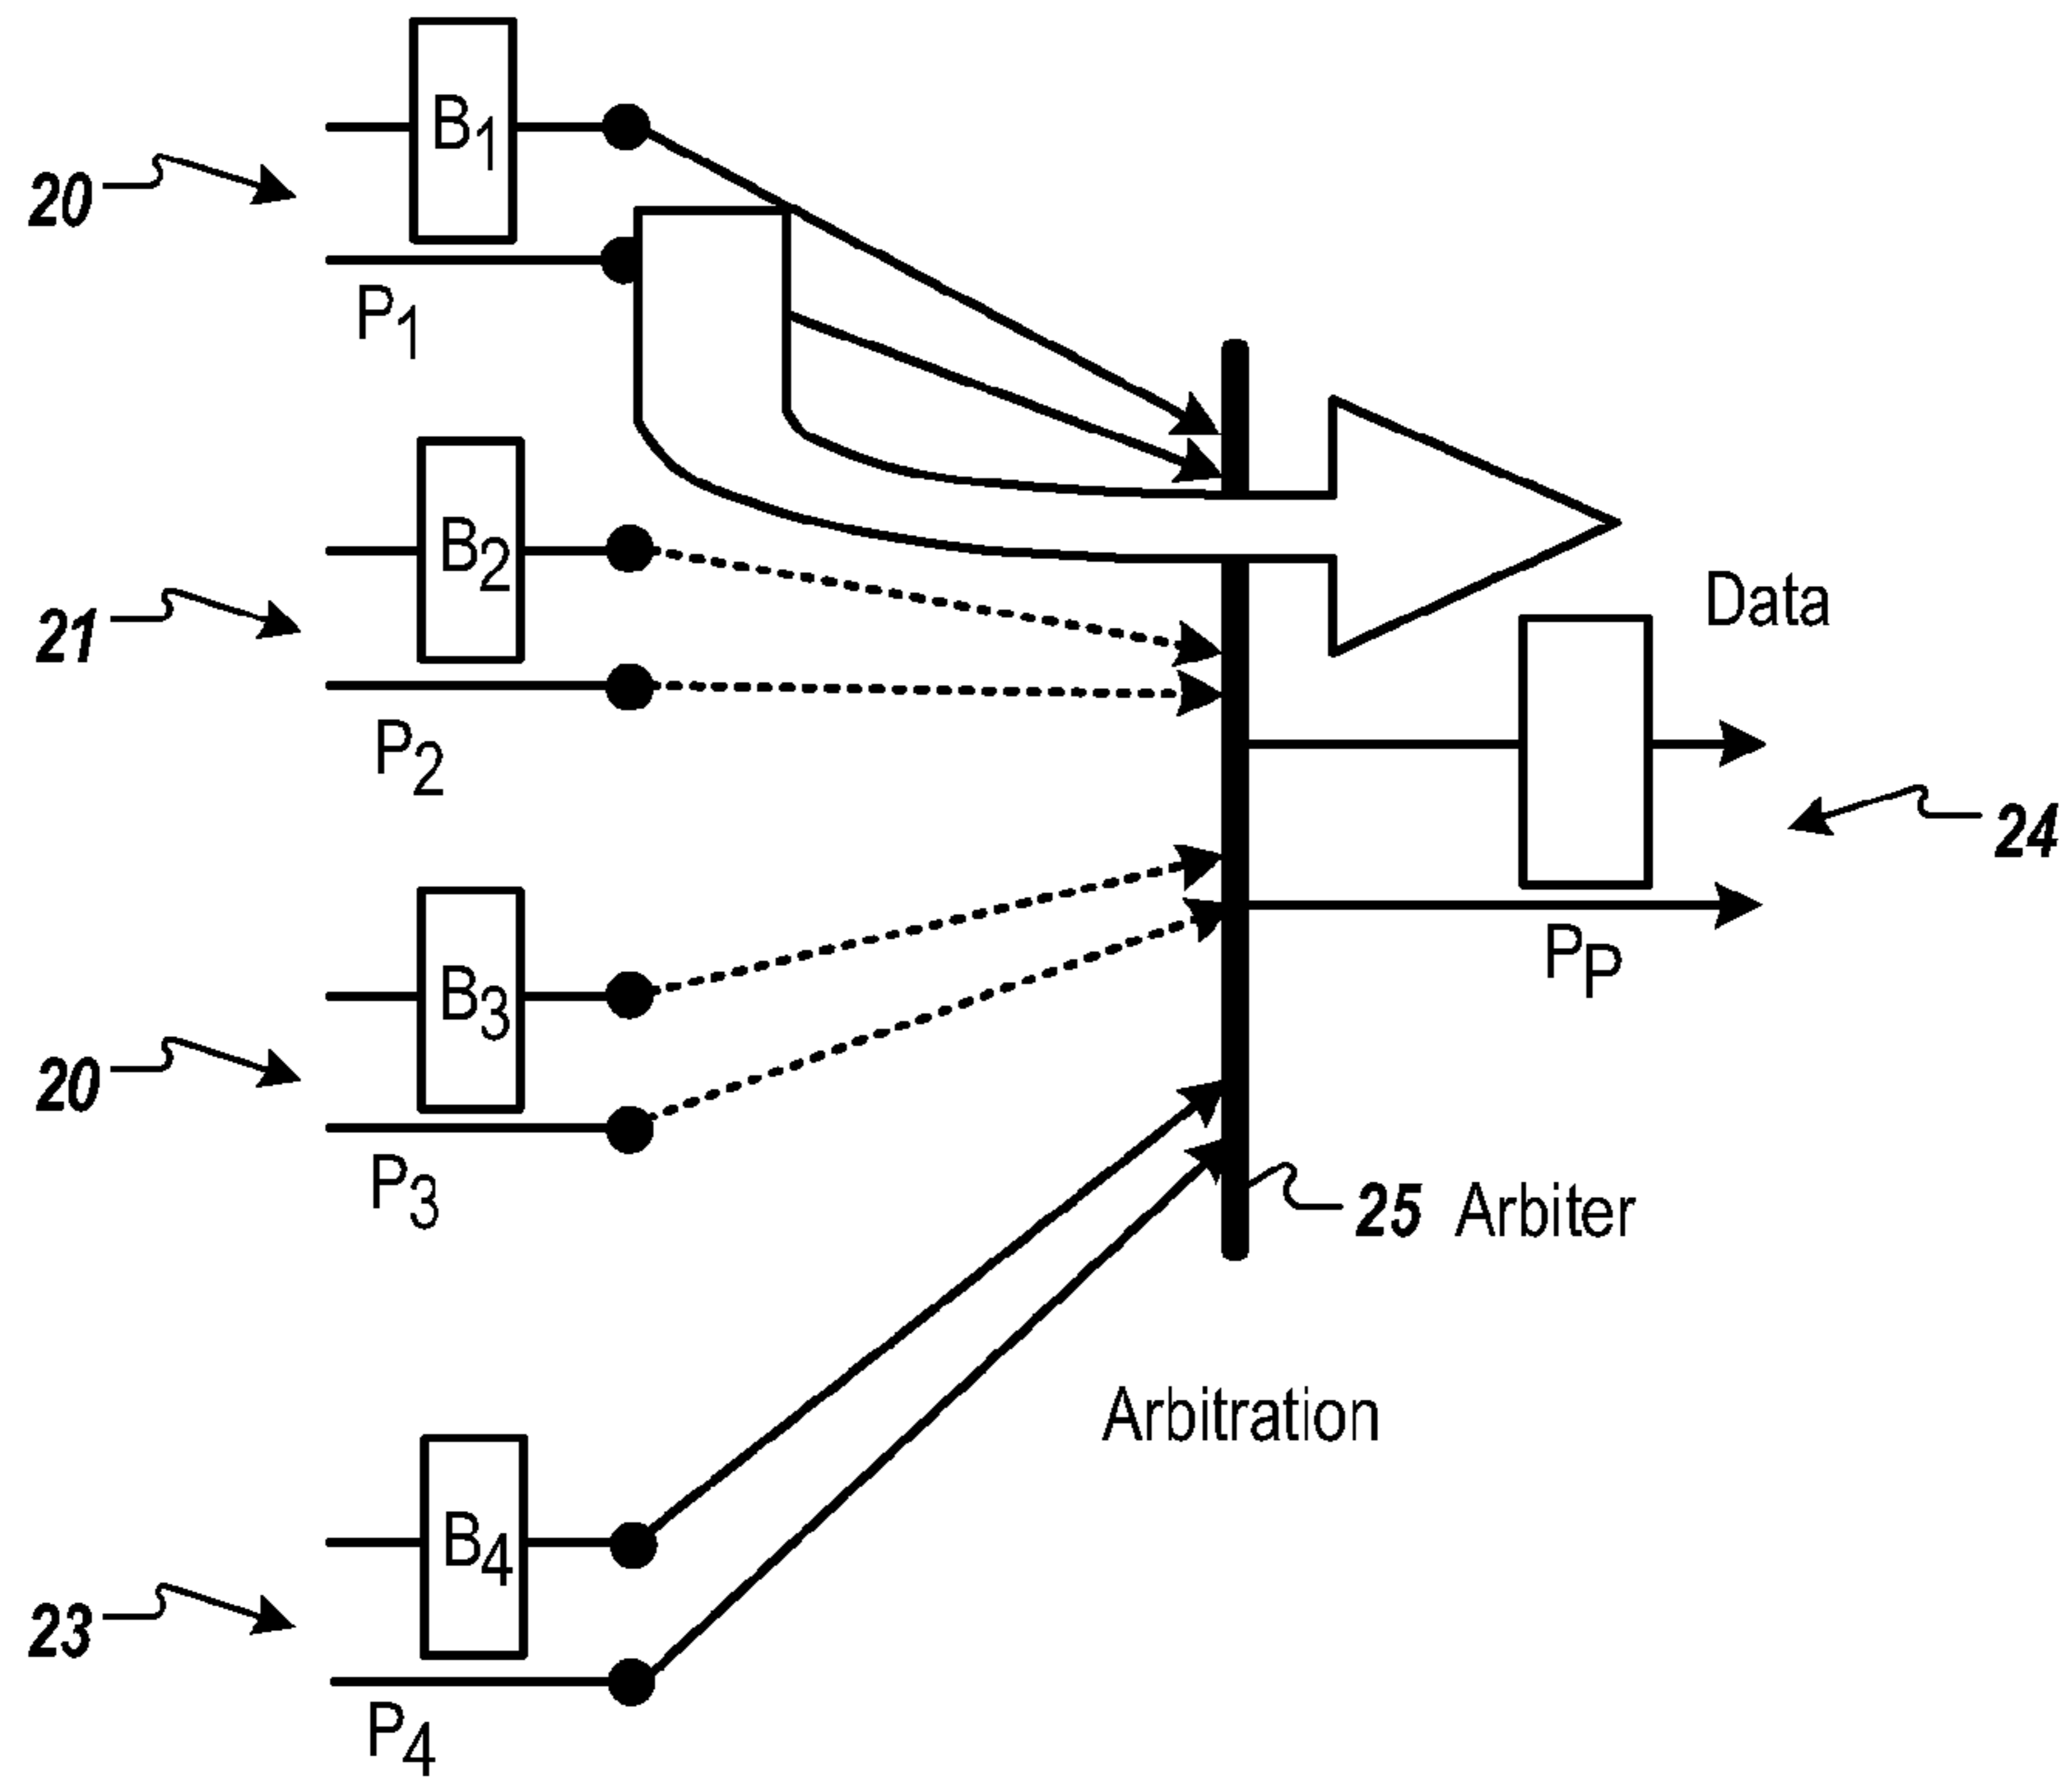 B1
20
P1
B2
Data
21
P2
24
B3
PP
20
P3
25 Arbiter
Arbitration
B4
23
P4